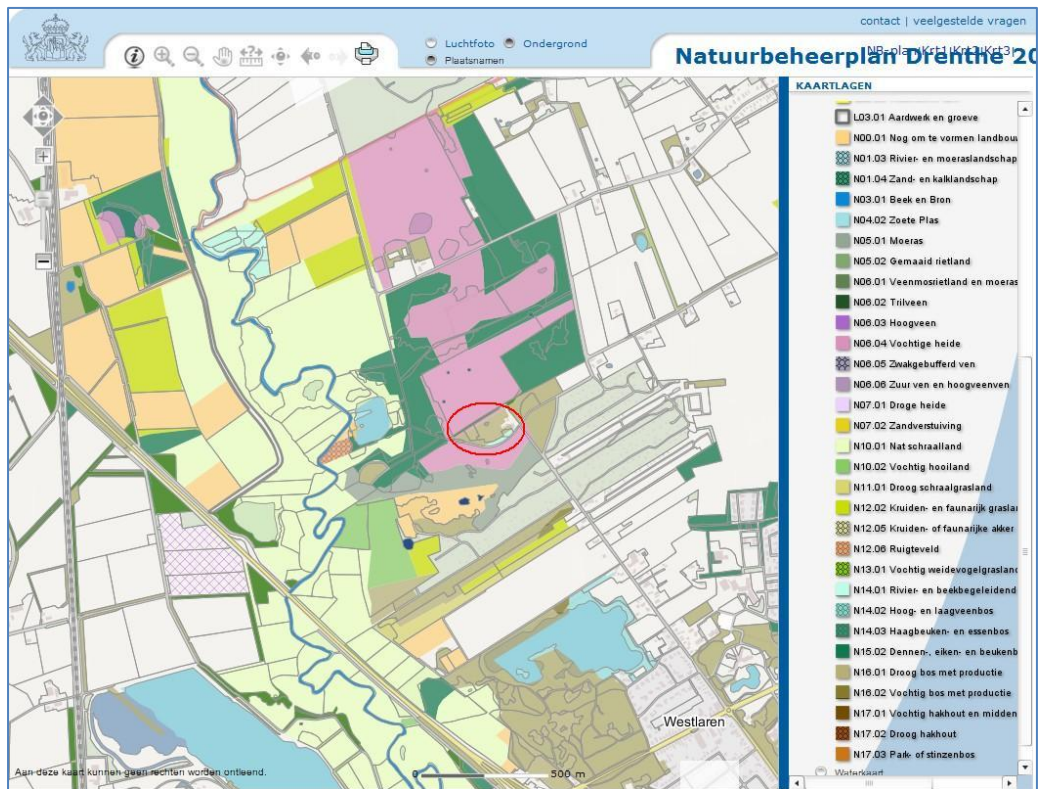 contact | veelgestelde vragen
Luchtfoto Ondergrond
Plaatsnamen
Natuurbeheerplan Drenthe 20
NB-plan|Krt1|Krt2|Krt3|
KAARTLAGEN
L03.01 Aardwerk en groeve
N00.01 Nog om te vormen landbou
N01.03 Rivier- en moeraslandschap
N01.04 Zand- en kalklandschap
N03.01 Beek en Bron
N04.02 Zoete Plas
N05.01 Moeras
N05.02 Gemaaid rietland
N06.01 Veenmosrietland en moeras
N06.02 Trilveen
N06.03 Hoogveen
N06.04 Vochtige heide
N06.05 Zwakgebufferd ven
N06.06 Zuur ven en hoogveenven
N07.01 Droge heide
N07.02 Zandverstuiving
N10.01 Nat schraalland
N10.02 Vochtig hooiland
N11.01 Droog schraalgrasland
N12.02 Kruiden- en faunarijk graslan
N12.05 Kruiden- of faunarijke akker
N12.06 Ruigteveld
N13.01 Vochtig weidevogelgrasland
N14.01 Rivier- en beekbegeleidend
N14.02 Hoog- en laagveenbos
N14.03 Haagbeuken- en essenbos
N15.02 Dennen-, eiken- en beukenb
N16.01 Droog bos met productie
N16.02 Vochtig bos met productie
N17.01 Vochtig hakhout en midden
N17.02 Droog hakhout
N17.03 Park- of stinzenbos
Waterkaart
Westlaren
Aan deze kaart kunnen geen rechten worden ontleend.
0 500 m